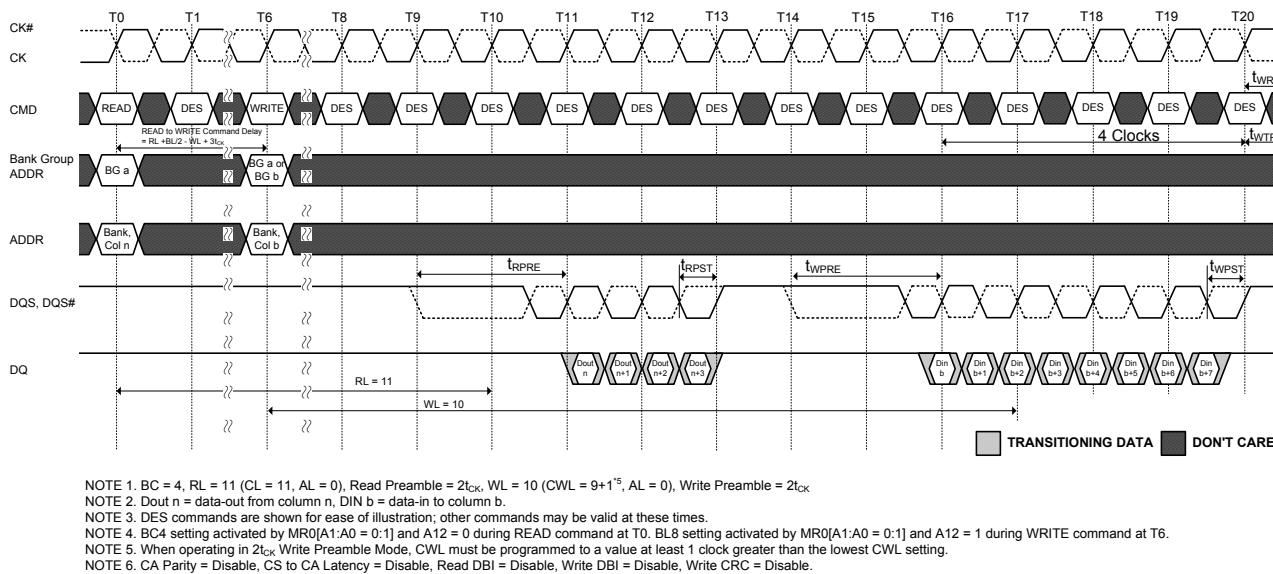 T0 T1 T6 T8 T9 T10 T11 T12 T13 T14 T15 T16 T17 T18 T19 T20
CK#
CK
tWR
CMD READ DES WRITE DES DES DES DES DES DES DES DES DES DES DES DES DES
READ to WRITE Command Delay
= RL +BL/2 - WL + 3tCK
4 Clocks tWTR
Bank Group
ADDR
BG a
BG a or
BG b
ADDR
Bank,
Col n
Bank,
Col b
tRPRE tRPST tWPRE tWPST
DQS, DQS#
DQ
Dout
n
Dout
n+1
Dout
n+2
Dout
n+3
Din
b
Din
b+1
Din
b+2
Din
b+3
Din
b+4
Din
b+5
Din
b+6
Din
b+7
RL = 11
WL = 10
TRANSITIONING DATA DON'T CARE
NOTE 1. BC = 4, RL = 11 (CL = 11, AL = 0), Read Preamble = 2tCK, WL = 10 (CWL = 9+1*5, AL = 0), Write Preamble = 2tCK
NOTE 2. Dout n = data-out from column n, DIN b = data-in to column b.
NOTE 3. DES commands are shown for ease of illustration; other commands may be valid at these times.
NOTE 4. BC4 setting activated by MR0[A1:A0 = 0:1] and A12 = 0 during READ command at T0. BL8 setting activated by MR0[A1:A0 = 0:1] and A12 = 1 during WRITE command at T6.
NOTE 5. When operating in 2tCK Write Preamble Mode, CWL must be programmed to a value at least 1 clock greater than the lowest CWL setting.
NOTE 6. CA Parity = Disable, CS to CA Latency = Disable, Read DBI = Disable, Write DBI = Disable, Write CRC = Disable.